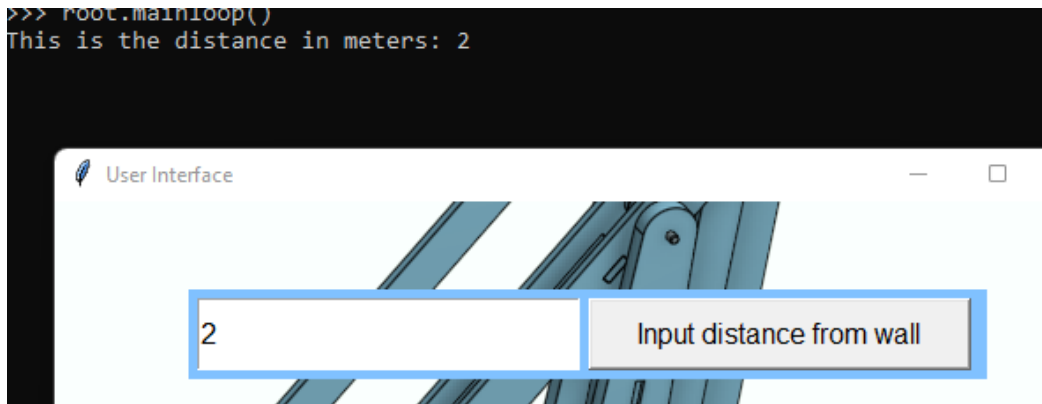 >>> root.mainloop()
This is the distance in meters: 2
User Interface
2
Input distance from wall